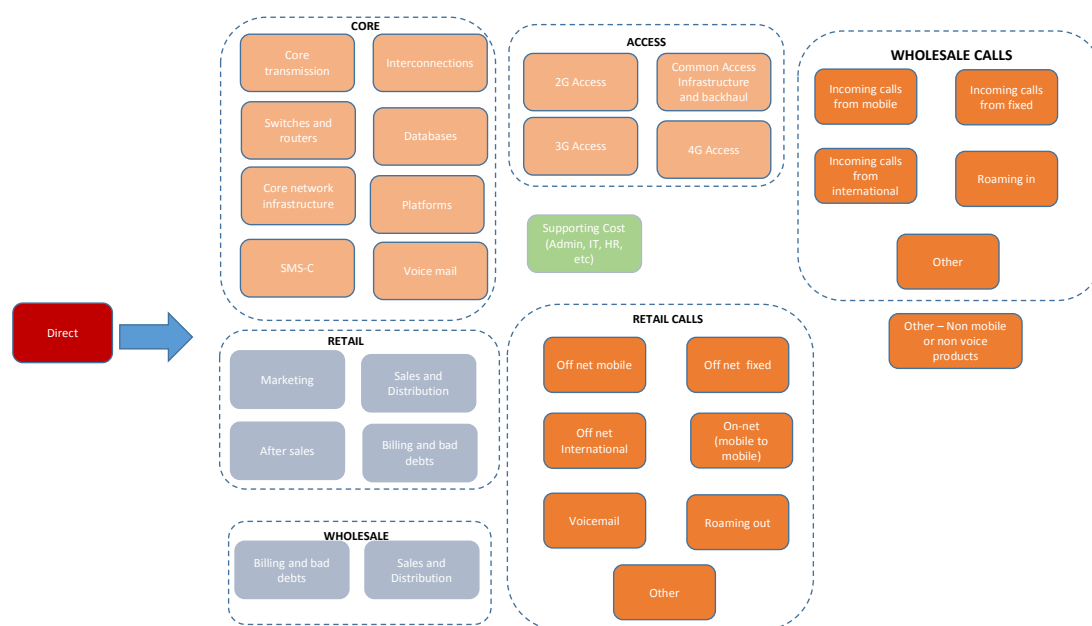 CORE
Core
transmission
Interconnections
Switches and
routers
Databases
Core network
infrastructure
Platforms
SMS-C
Voice mail
ACCESS
2G Access
Common Access
Infrastructure
and backhaul
3G Access
4G Access
WHOLESALE CALLS
Incoming calls
from mobile
Incoming calls
from fixed
Incoming calls
from
international
Roaming in
Other
Supporting Cost
(Admin, IT, HR,
etc)
Other – Non mobile
or non voice
products
Direct
RETAIL
Marketing
Sales and
Distribution
After sales
Billing and bad
debts
RETAIL CALLS
Off net mobile
Off net fixed
Off net
International
On-net
(mobile to
mobile)
Voicemail
Roaming out
Other
WHOLESALE
Billing and bad
debts
Sales and
Distribution